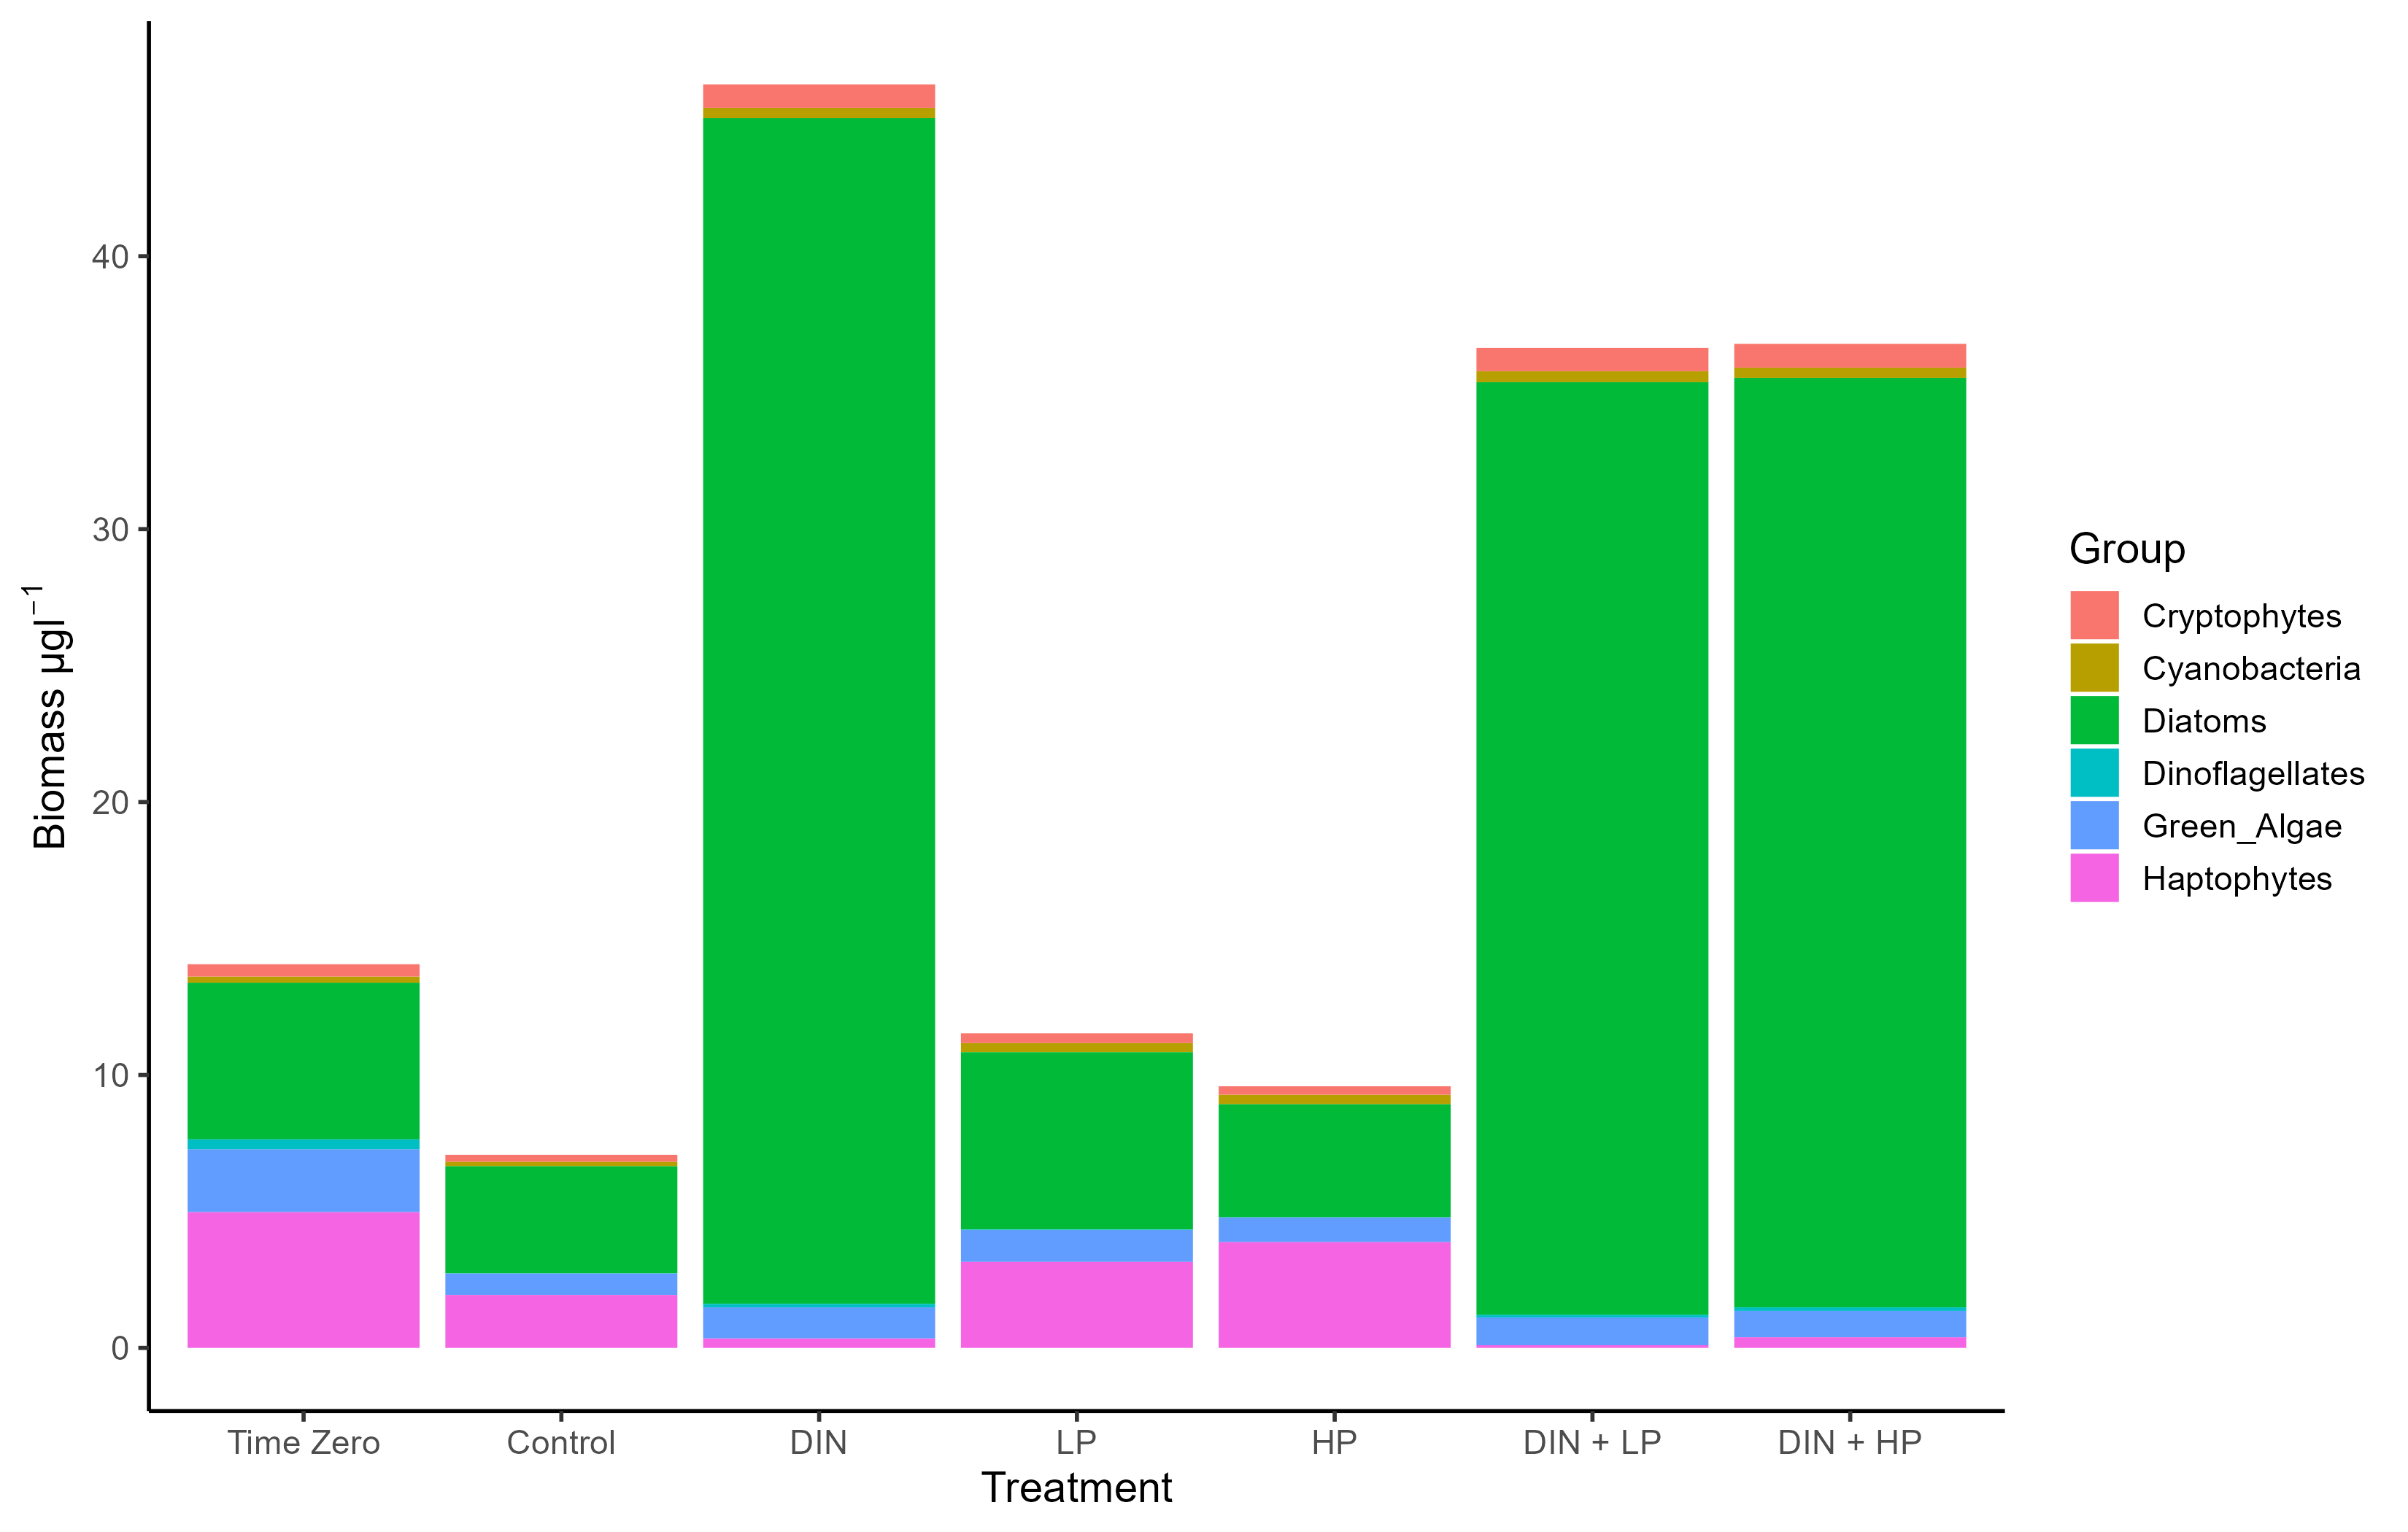 Biomass µgl⁻¹
40
30
20
10
0
Time Zero
Control
DIN
LP
HP
DIN + LP
DIN + HP
Treatment
Group
Cryptophytes
Cyanobacteria
Diatoms
Dinoflagellates
Green_Algae
Haptophytes